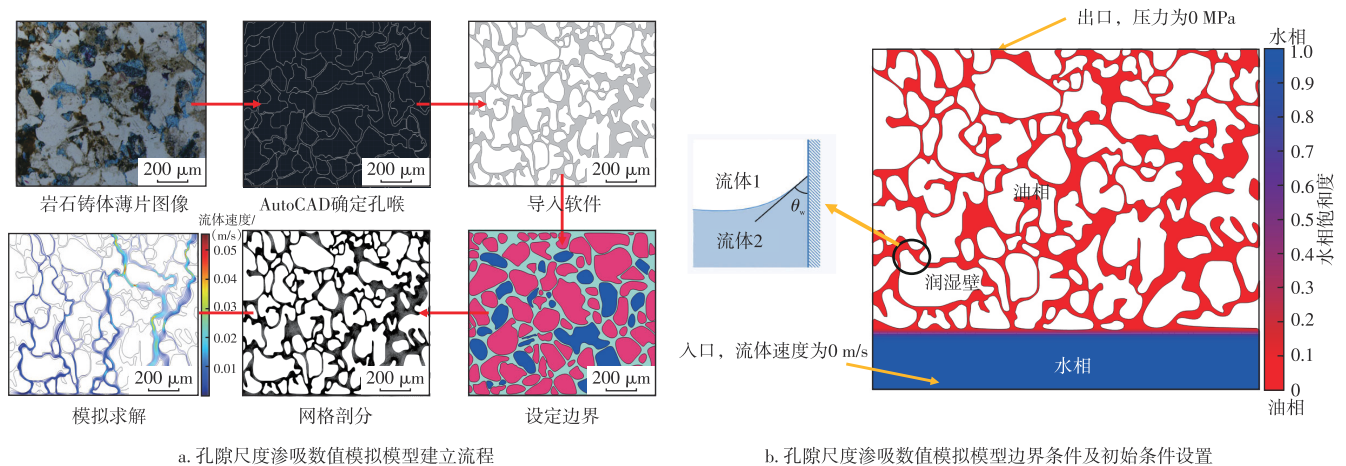 200 μm
200 μm
200 μm
岩石铸体薄片图像
AutoCAD确定孔喉
导入软件
流体速度/
(m/s)
0.05
0.04
0.03
0.02
0.01
200 μm
200 μm
200 μm
模拟求解
网格剖分
设定边界
a. 孔隙尺度渗吸数值模拟模型建立流程
出口，压力为0 MPa
流体1
θw
流体2
油相
润湿壁
入口，流体速度为0 m/s
水相
水相
1.0
0.9
0.8
0.7
0.6
0.5
0.4
0.3
0.2
0.1
0
油相
水相饱和度
b. 孔隙尺度渗吸数值模拟模型边界条件及初始条件设置